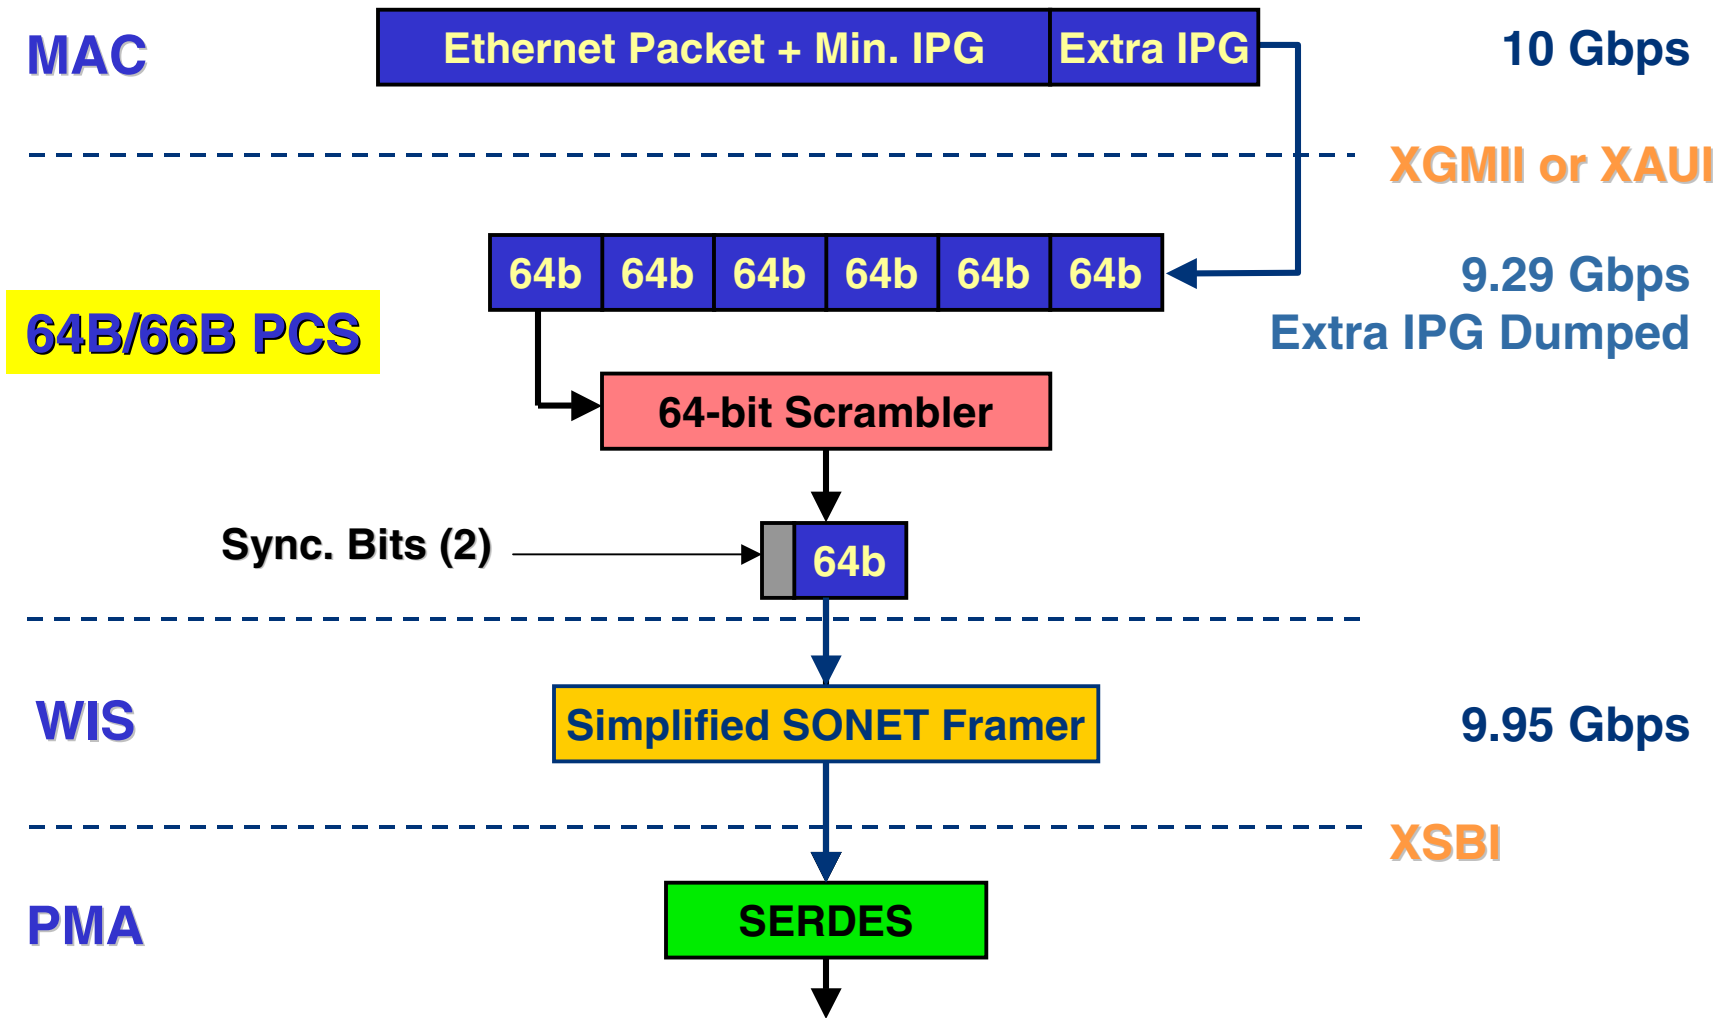 MAC
Ethernet Packet + Min. IPG
Extra IPG
10 Gbps
XGMII or XAUI
64b 64b 64b 64b 64b 64b
9.29 Gbps
Extra IPG Dumped
64B/66B PCS
64-bit Scrambler
Sync. Bits (2)
64b
WIS
Simplified SONET Framer
9.95 Gbps
XSBI
PMA
SERDES